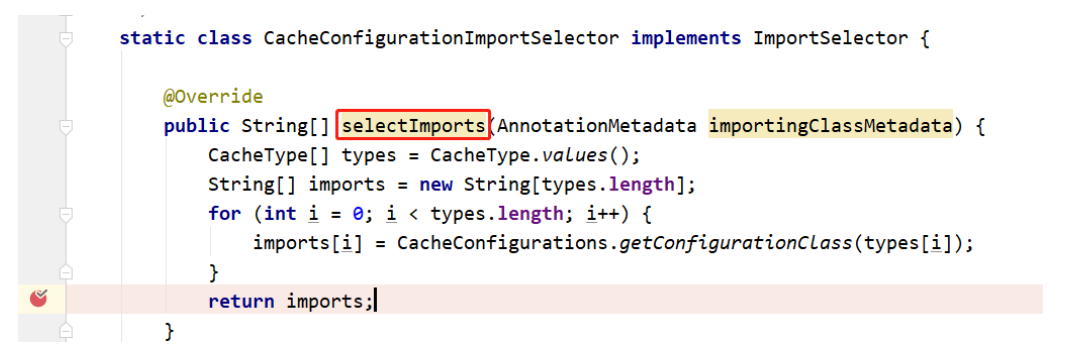 static class CacheConfigurationImportSelector implements ImportSelector {
@Override
public String[] selectImports(AnnotationMetadata importingClassMetadata) {
CacheType[] types = CacheType.values();
String[] imports = new String[types.length];
for (int i = 0; i < types.length; i++) {
imports[i] = CacheConfigurations.getConfigurationClass(types[i]);
}
return imports;
}